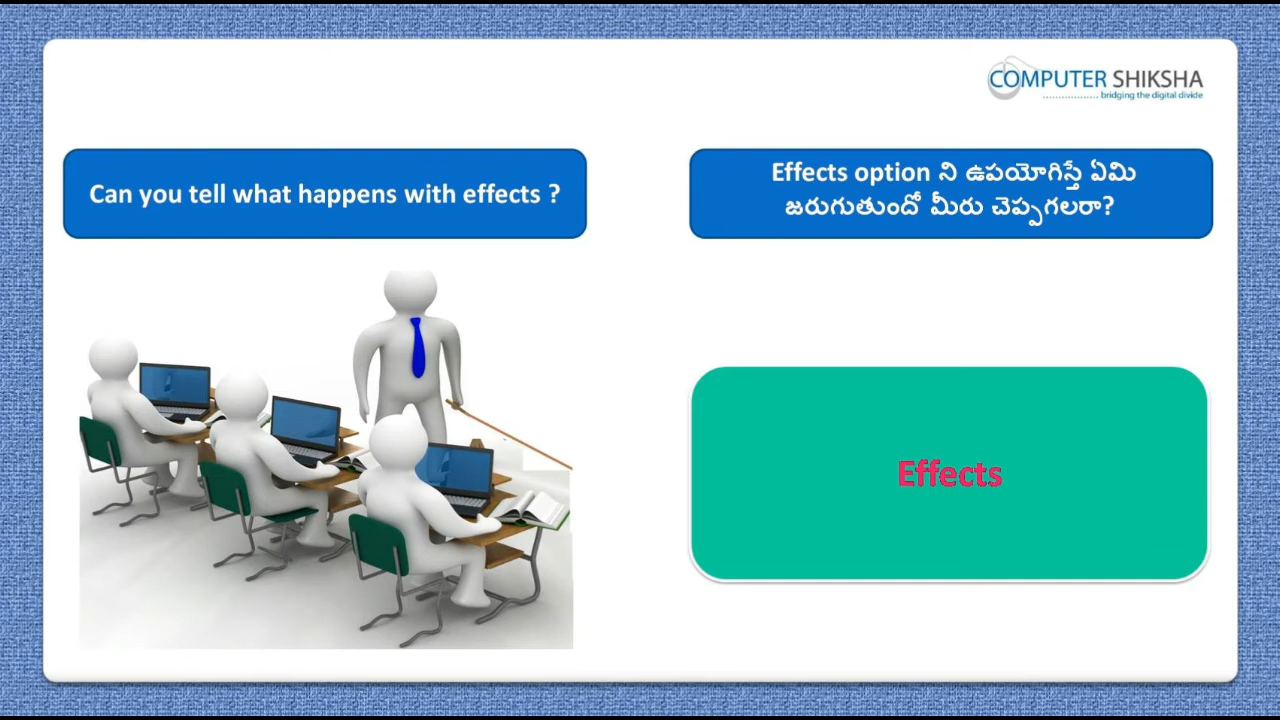 COMPUTER SHIKSHA
.................. bridging the digital divide
Can you tell what happens with effects ?
Effects option ని ఉపయోగిస్తే ఏమి
జరుగుతుందో మీరు చెప్పగలరా?
Effects